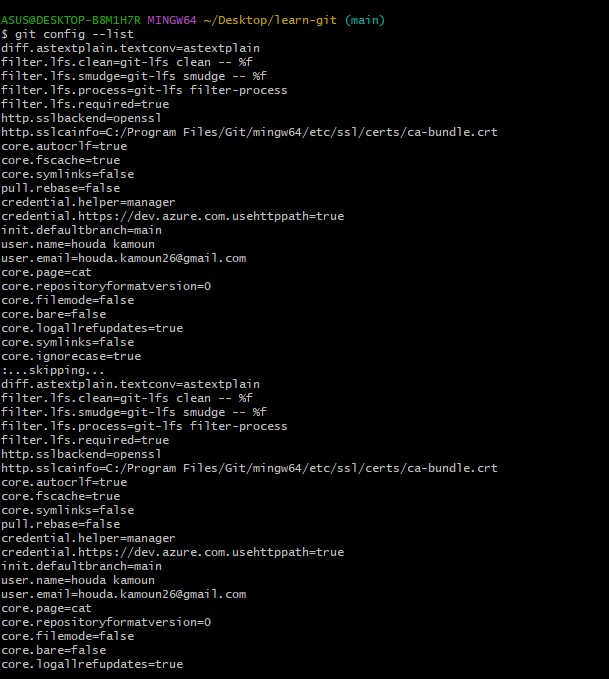 ASUS@DESKTOP-B8M1H7R MINGW64 ~/Desktop/learn-git (main)
$ git config --list
diff.astextplain.textconv=astextplain
filter.lfs.clean=git-lfs clean -- %f
filter.lfs.smudge=git-lfs smudge -- %f
filter.lfs.process=git-lfs filter-process
filter.lfs.required=true
http.sslbackend=openssl
http.sslcainfo=C:/Program Files/Git/mingw64/etc/ssl/certs/ca-bundle.crt
core.autocrlf=true
core.fscache=true
core.symlinks=false
pull.rebase=false
credential.helper=manager
credential.https://dev.azure.com.usehttppath=true
init.defaultbranch=main
user.name=houda kamoun
user.email=houda.kamoun26@gmail.com
core.page=cat
core.repositoryformatversion=0
core.filemode=false
core.bare=false
core.logallrefupdates=true
core.symlinks=false
core.ignorecase=true
:...skipping...
diff.astextplain.textconv=astextplain
filter.lfs.clean=git-lfs clean -- %f
filter.lfs.smudge=git-lfs smudge -- %f
filter.lfs.process=git-lfs filter-process
filter.lfs.required=true
http.sslbackend=openssl
http.sslcainfo=C:/Program Files/Git/mingw64/etc/ssl/certs/ca-bundle.crt
core.autocrlf=true
core.fscache=true
core.symlinks=false
pull.rebase=false
credential.helper=manager
credential.https://dev.azure.com.usehttppath=true
init.defaultbranch=main
user.name=houda kamoun
user.email=houda.kamoun26@gmail.com
core.page=cat
core.repositoryformatversion=0
core.filemode=false
core.bare=false
core.logallrefupdates=true